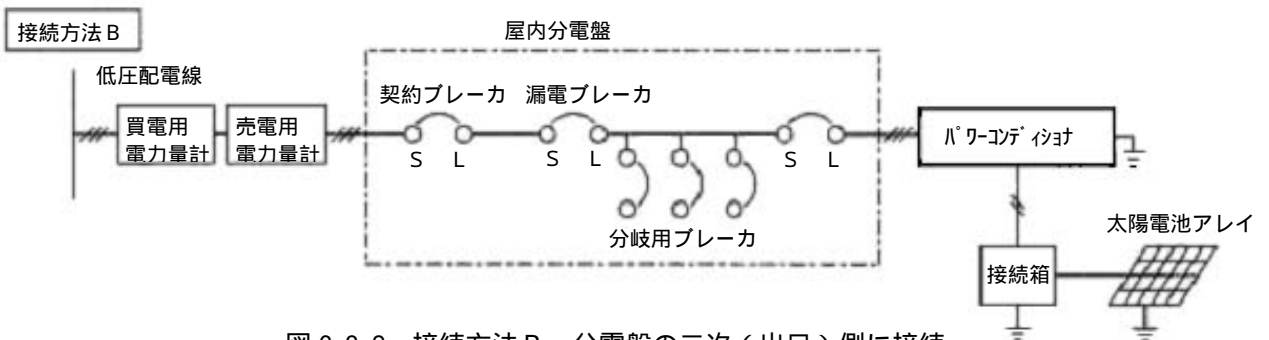 接続方法B
屋内分電盤
低圧配電線
契約ブレーカ 漏電ブレーカ
買電用
電力量計
売電用
電力量計
S L S L S L
パワーコンディショナ
分岐用ブレーカ
太陽電池アレイ
接続箱